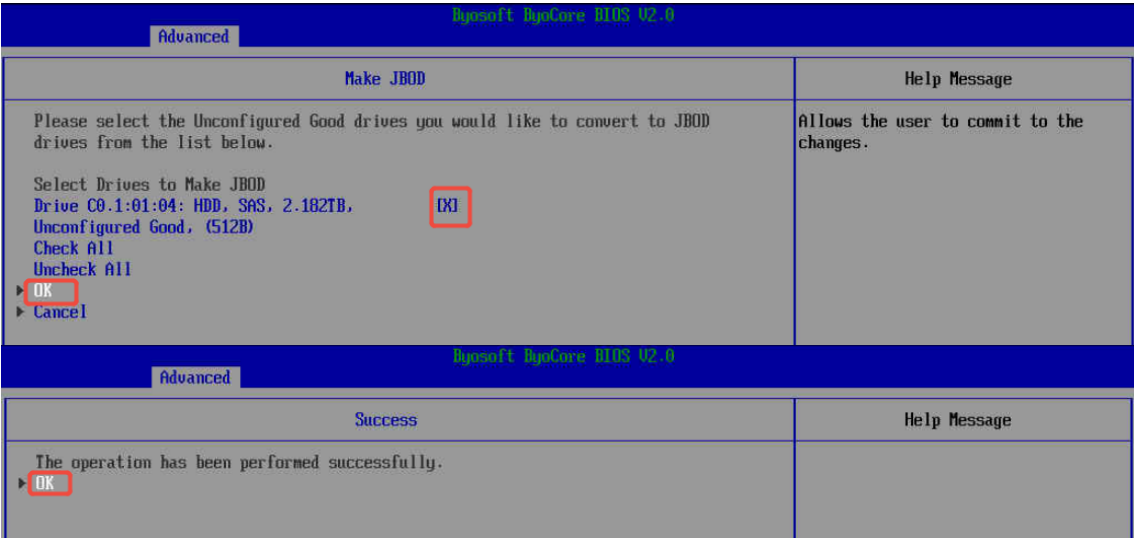 Byosoft ByoCore BIOS V2.0
Advanced
Make JBOD
Help Message
Please select the Unconfigured Good drives you would like to convert to JBOD
drives from the list below.
Allows the user to commit to the
changes.
Select Drives to Make JBOD
Drive C0.1:01:04: HDD, SAS, 2.182TB, [X]
Unconfigured Good, (512B)
Check All
Uncheck All
OK
Cancel
Byosoft ByoCore BIOS V2.0
Advanced
Success
Help Message
The operation has been performed successfully.
OK